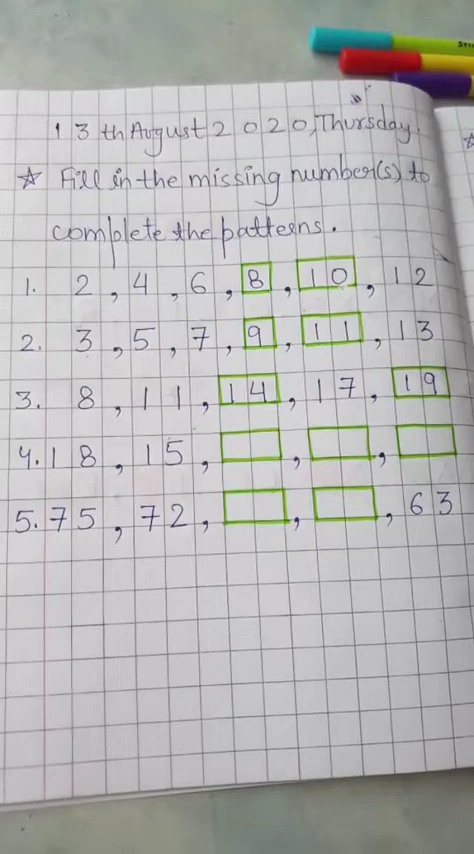 13th August 2020, Thursday.
☆ Fill in the missing number(s) to
complete the patterns.
1. 2, 4, 6, 8, 10, 12
2. 3, 5, 7, 9, 11, 13
3. 8, 11, 14, 17, 19
4. 18, 15, , ,
5. 75, 72, , , 63